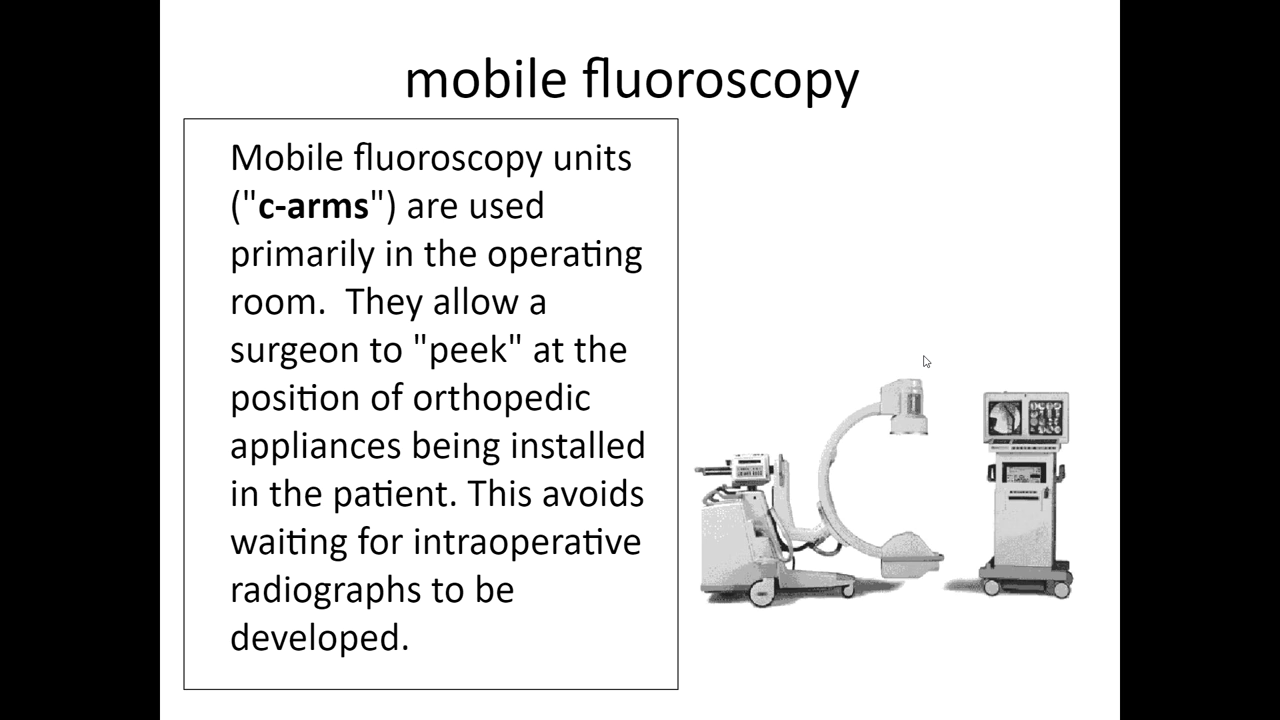 mobile fluoroscopy
Mobile fluoroscopy units
("c-arms") are used
primarily in the operating
room.  They allow a
surgeon to "peek" at the
position of orthopedic
appliances being installed
in the patient. This avoids
waiting for intraoperative
radiographs to be
developed.